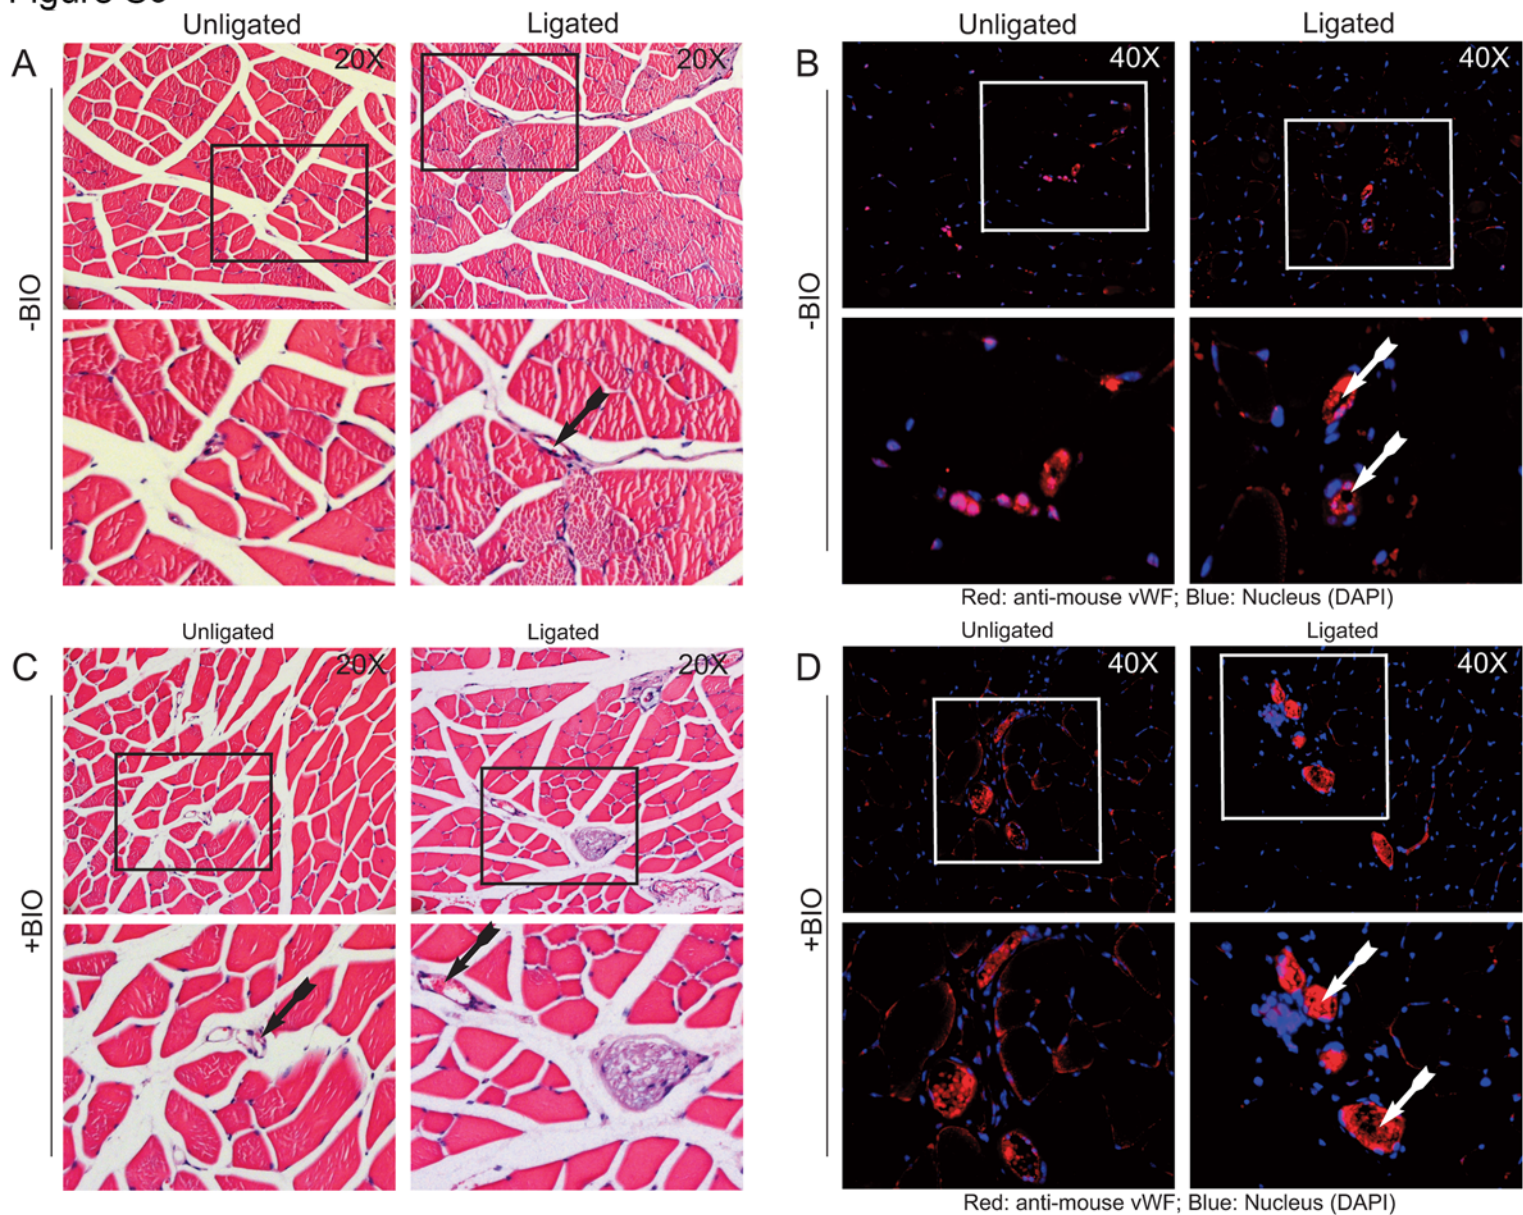 Unligated
Ligated
Unligated
Ligated
A
20X
20X
B
40X
40X
-BIO
-BIO
Red: anti-mouse vWF; Blue: Nucleus (DAPI)
Unligated
Ligated
Unligated
Ligated
C
20X
20X
D
40X
40X
+BIO
+BIO
Red: anti-mouse vWF; Blue: Nucleus (DAPI)